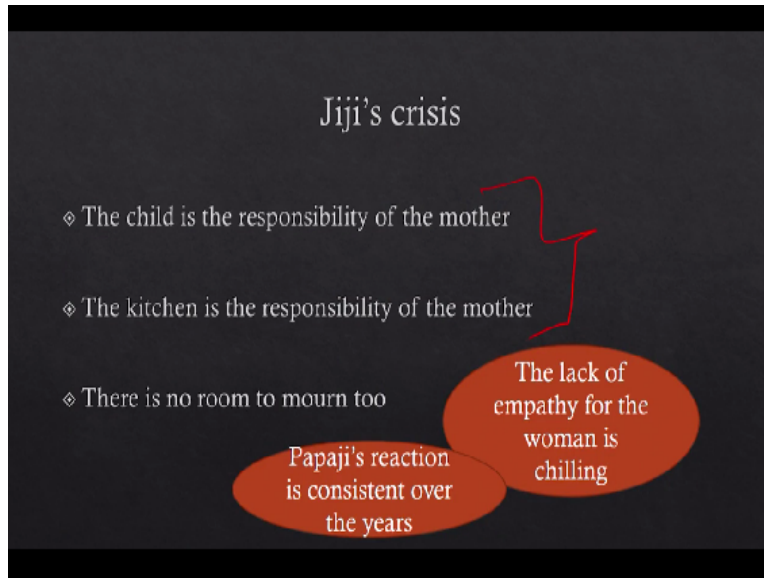 Jiji's crisis
The child is the responsibility of the mother
The kitchen is the responsibility of the mother
There is no room to mourn too
The lack of
empathy for the
woman is
chilling
Papaji's reaction
is consistent over
the years